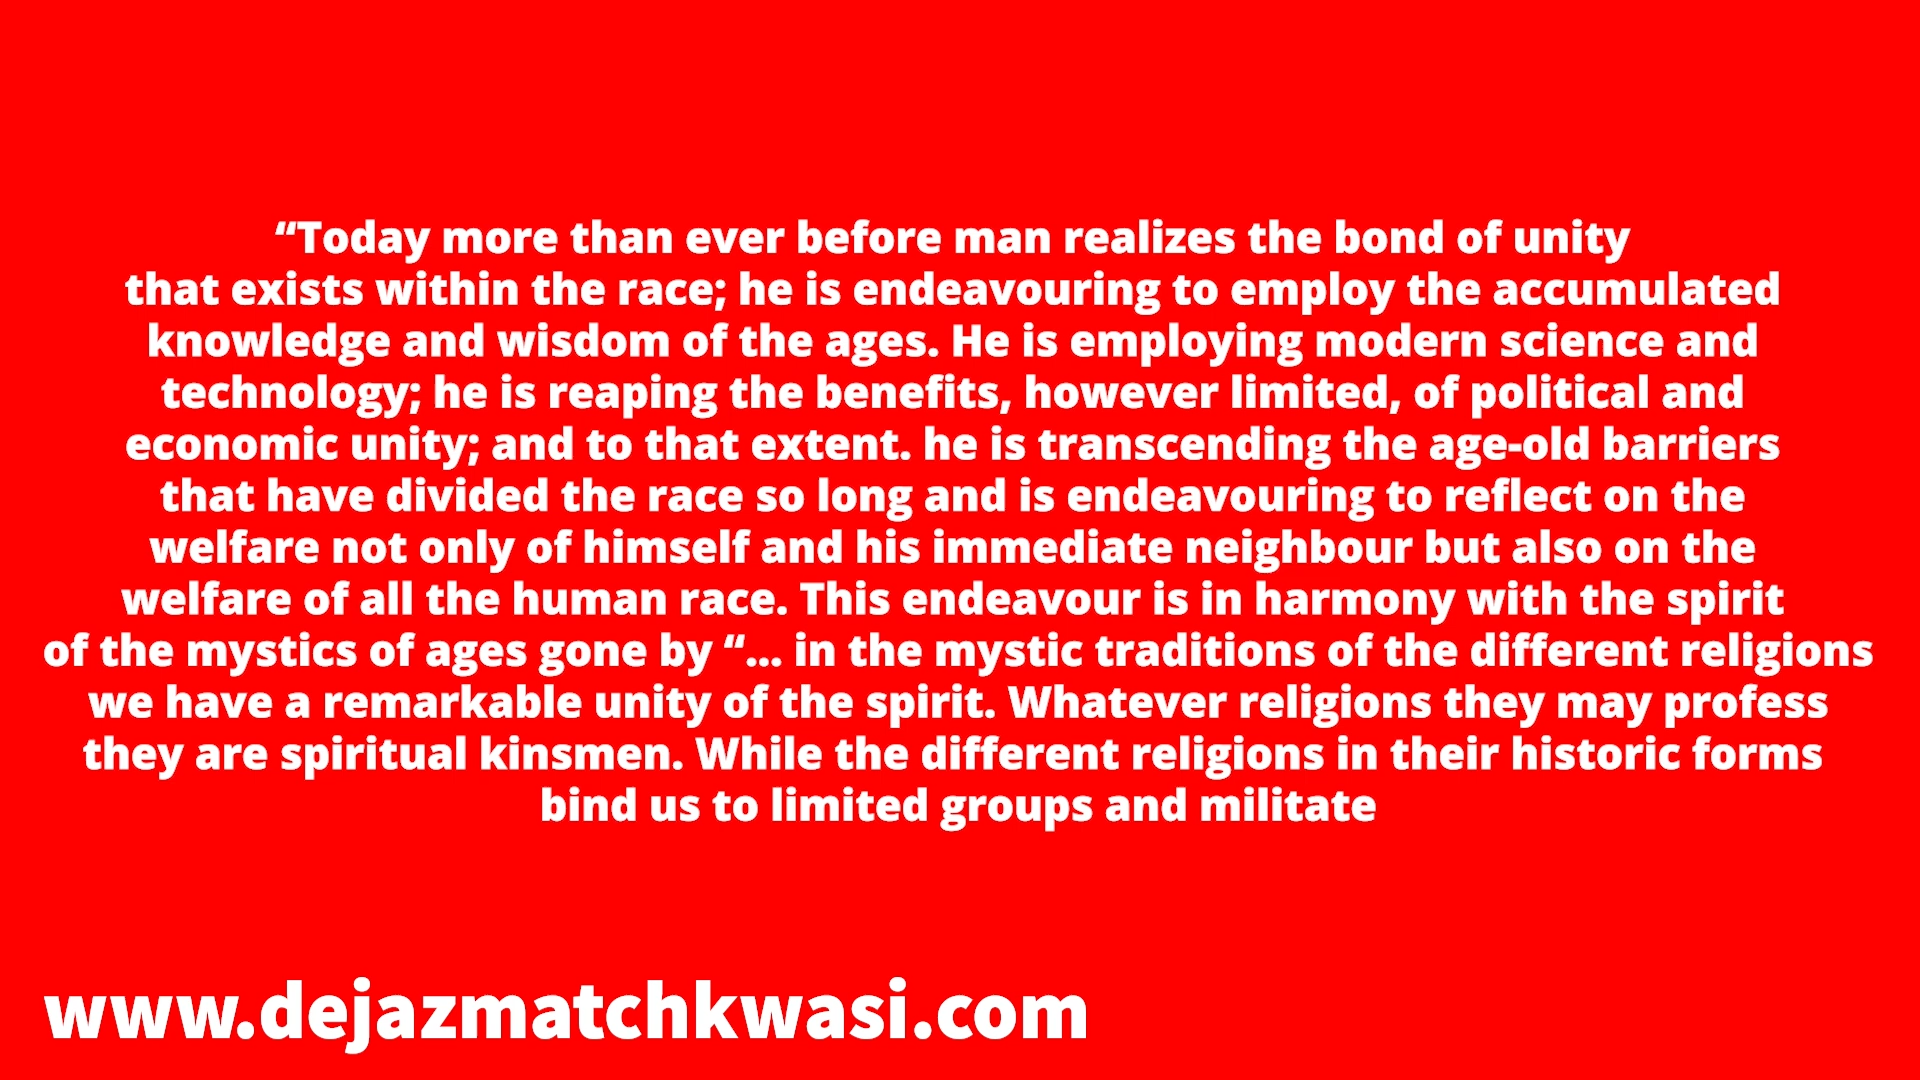 “Today more than ever before man realizes the bond of unity
that exists within the race; he is endeavouring to employ the accumulated
knowledge and wisdom of the ages. He is employing modern science and
technology; he is reaping the benefits, however limited, of political and
economic unity; and to that extent. he is transcending the age-old barriers
that have divided the race so long and is endeavouring to reflect on the
welfare not only of himself and his immediate neighbour but also on the
welfare of all the human race. This endeavour is in harmony with the spirit
of the mystics of ages gone by “... in the mystic traditions of the different religions
we have a remarkable unity of the spirit. Whatever religions they may profess
they are spiritual kinsmen. While the different religions in their historic forms
bind us to limited groups and militate
www.dejazmatchkwasi.com